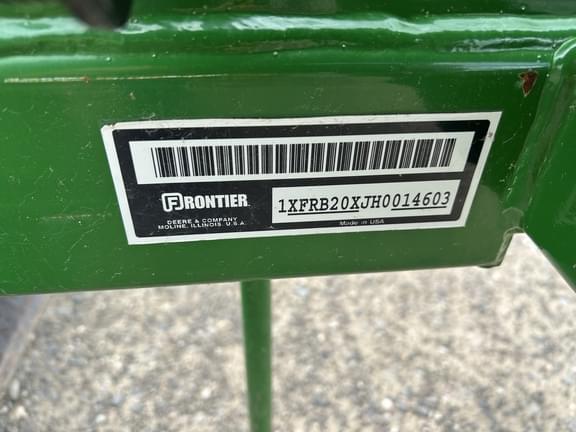 FRONTIER
DEERE & COMPANY
MOLINE, ILLINOIS U.S.A.
1XFRB20XJH0014603
Made in USA